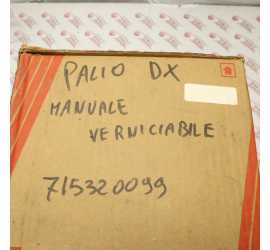 PALIO DX
MANUALE
VERNICIABILE
715320099